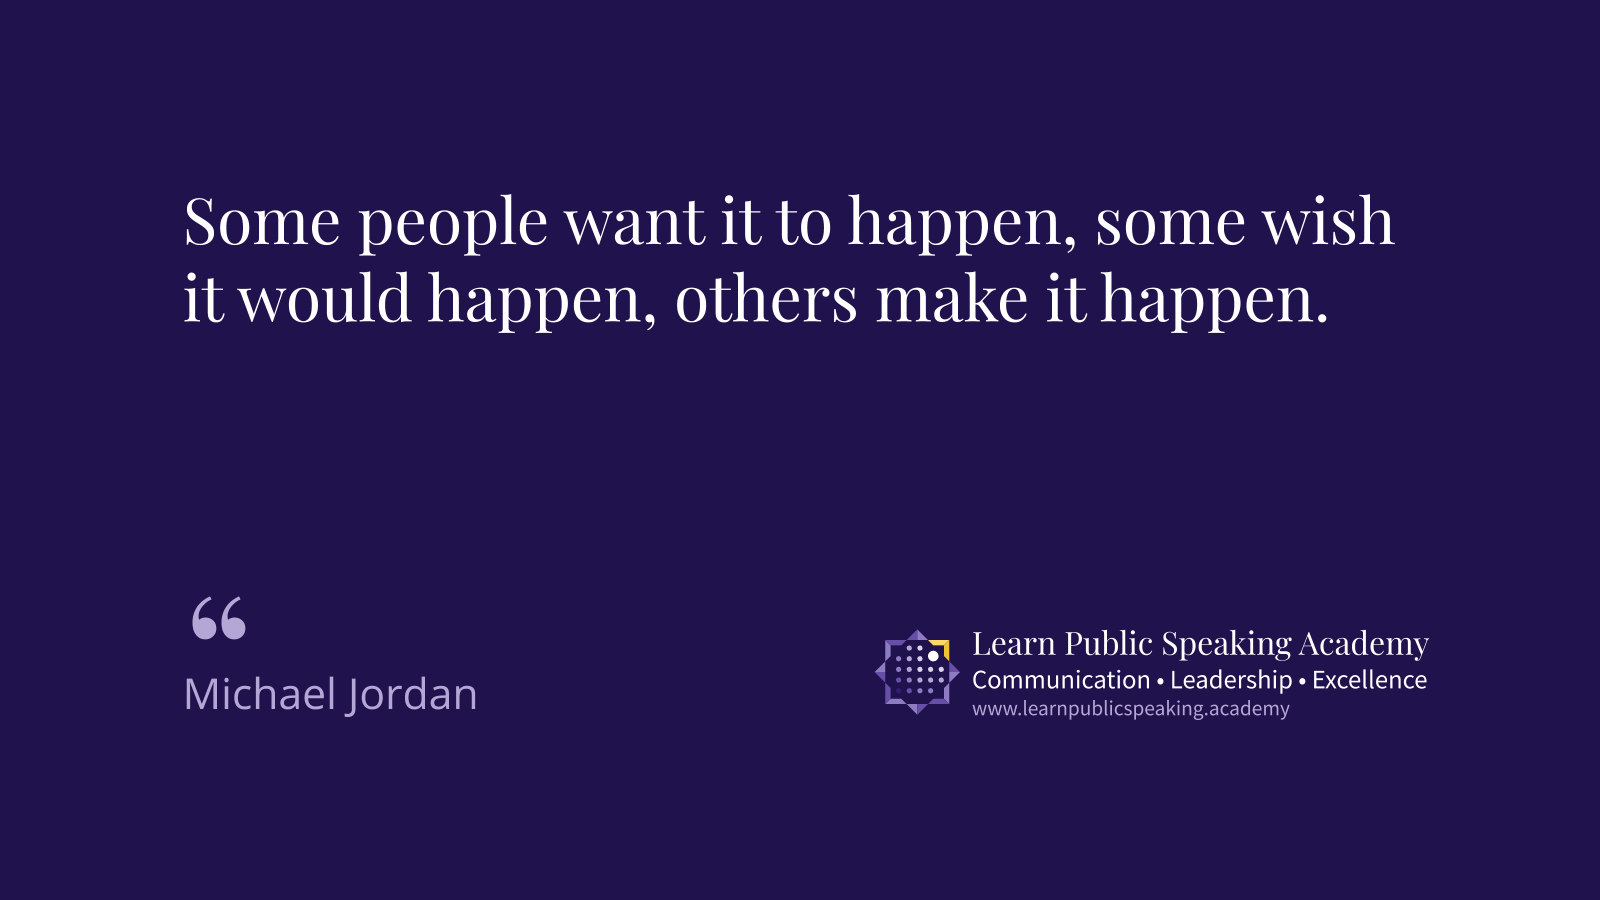 Some people want it to happen, some wish
it would happen, others make it happen.
“
Michael Jordan
Learn Public Speaking Academy
Communication • Leadership • Excellence
www.learnpublicspeaking.academy